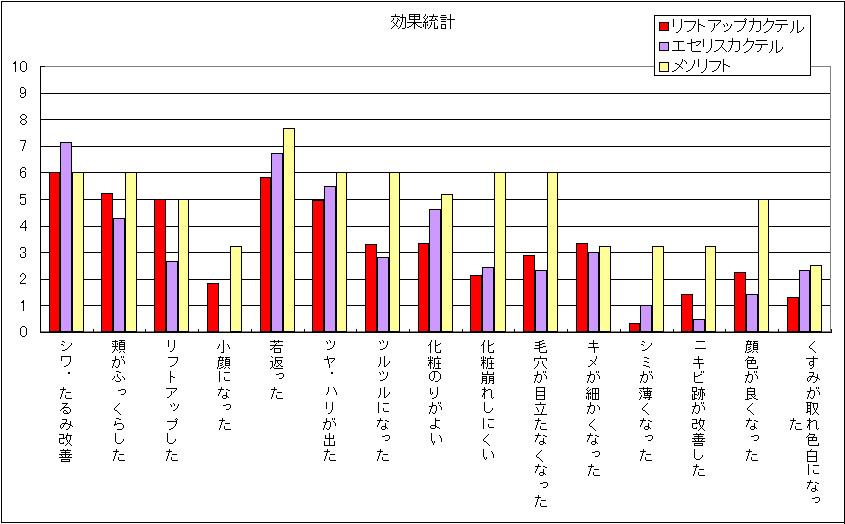 効果統計
リフトアップカクテル
エセリスカクテル
メソリフト
10
9
8
7
6
5
4
3
2
1
0
シワ・たるみ改善
頬がふっくらした
リフトアップした
小顔になった
若返った
ツヤ・ハリが出た
ツルツルになった
化粧のりがよい
化粧崩れしにくい
毛穴が目立たなくなった
キメが細かくなった
シミが薄くなった
ニキビ跡が改善した
顔色が良くなった
くすみが取れ色白になっ
た